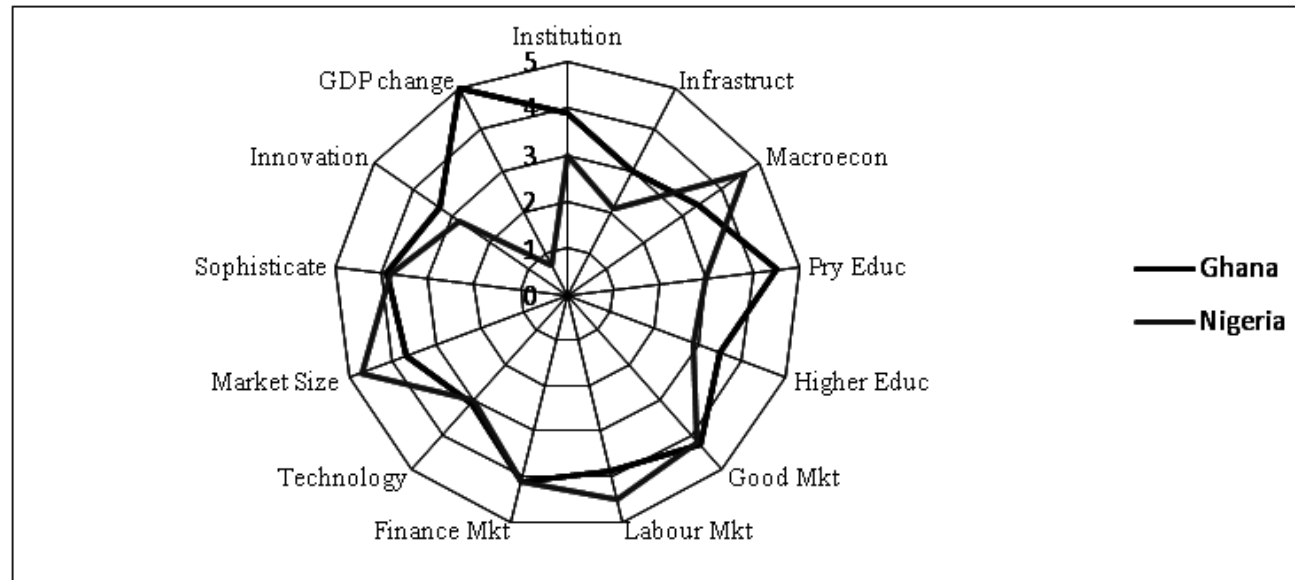 Institution
Infrastruct
Macroecon
Pry Educ
Higher Educ
Good Mkt
Labour Mkt
Finance Mkt
Technology
Market Size
Sophisticate
Innovation
GDP change
5
4
3
2
1
0
Ghana
Nigeria